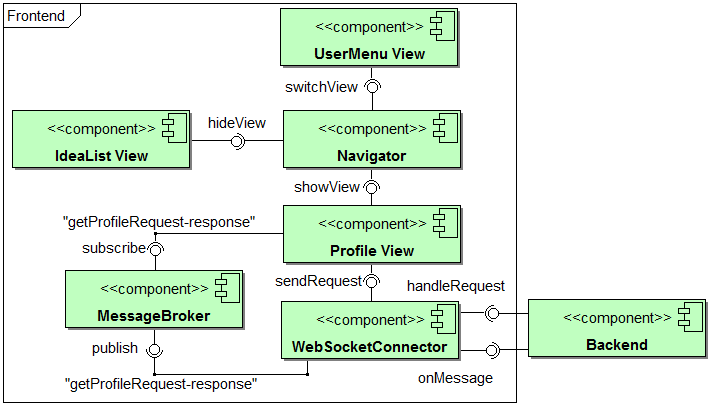 Frontend
<<component>>
UserMenu View
switchView
<<component>>
IdeaList View
hideView
<<component>>
Navigator
showView
"getProfileRequest-response"
subscribe
<<component>>
Profile View
sendRequest
handleRequest
<<component>>
MessageBroker
<<component>>
WebSocketConnector
<<component>>
Backend
publish
onMessage
"getProfileRequest-response"